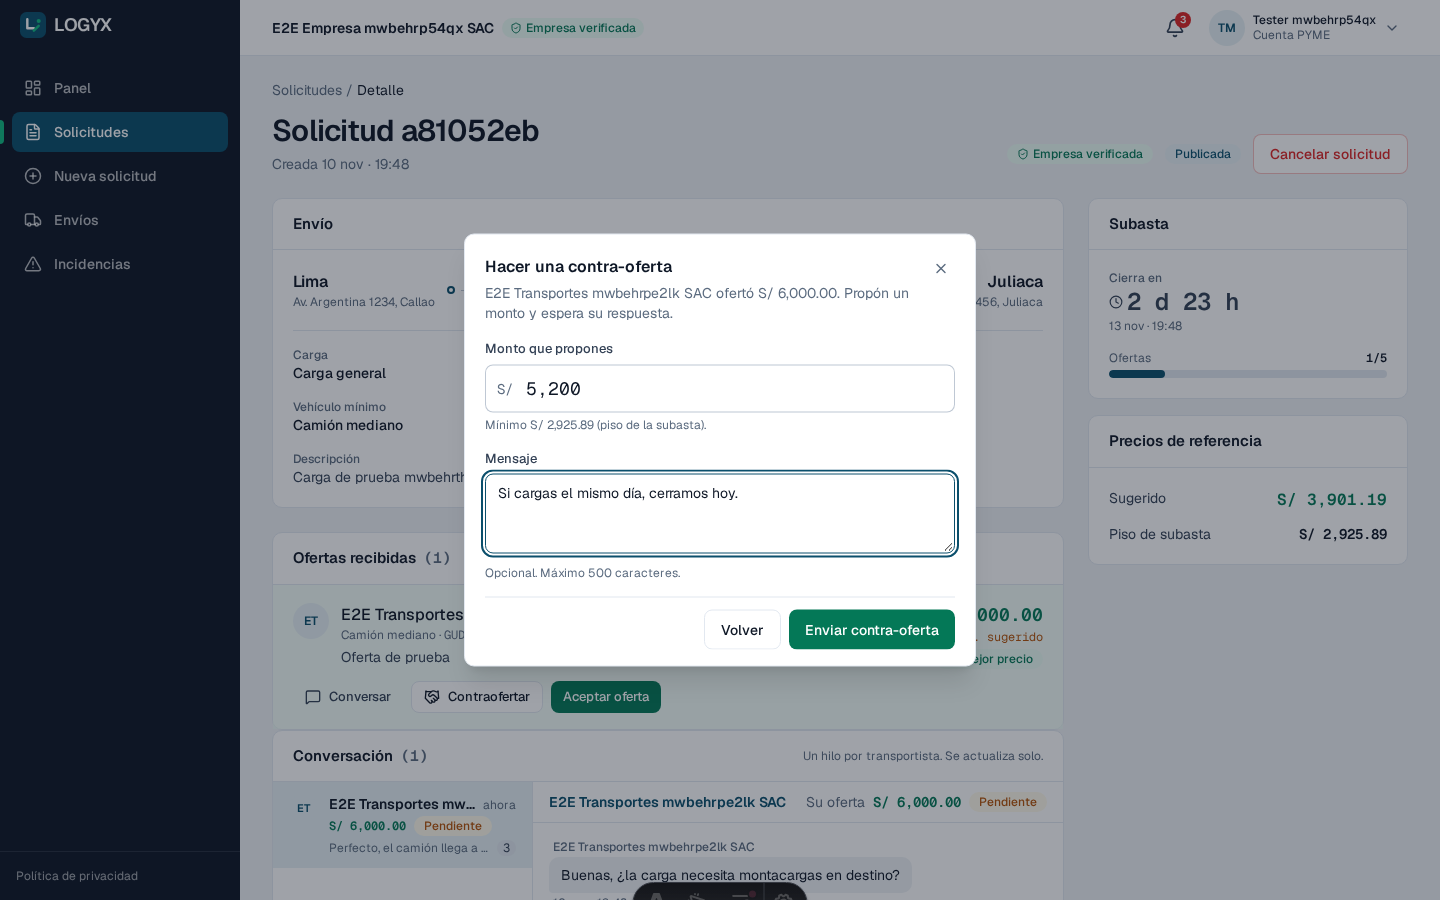 LOGYX
E2E Empresa mwbehrp54qx SAC
Empresa verificada
3
TM
Tester mwbehrp54qx
Cuenta PYME
Panel
Solicitudes
Nueva solicitud
Envíos
Incidencias
Política de privacidad
Solicitudes / Detalle
Solicitud a81052eb
Creada 10 nov · 19:48
Empresa verificada
Publicada
Cancelar solicitud
Envío
Lima
Av. Argentina 1234, Callao
Juliaca
456, Juliaca
Carga
Carga general
Vehículo mínimo
Camión mediano
Descripción
Carga de prueba
Subasta
Cierra en
2 d 23 h
13 nov · 19:48
Ofertas
1/5
Precios de referencia
Sugerido
S/ 3,901.19
Piso de subasta
S/ 2,925.89
Hacer una contra-oferta
E2E Transportes mwbehrpe2lk SAC ofertó S/ 6,000.00. Propón un
monto y espera su respuesta.
Monto que propones
S/ 5,200
Mínimo S/ 2,925.89 (piso de la subasta).
Mensaje
Si cargas el mismo día, cerramos hoy.
Opcional. Máximo 500 caracteres.
Volver
Enviar contra-oferta
Ofertas recibidas (1)
ET
E2E Transportes
Camión mediano ·
Oferta de prueba
000.00
sugerido
precio
Conversar
Contraofertar
Aceptar oferta
Conversación (1)
Un hilo por transportista. Se actualiza solo.
ET
E2E Transportes mw...
ahora
S/ 6,000.00
Pendiente
Perfecto, el camión llega a ...
3
E2E Transportes mwbehrpe2lk SAC
Su oferta S/ 6,000.00
Pendiente
E2E Transportes mwbehrpe2lk SAC
Buenas, ¿la carga necesita montacargas en destino?